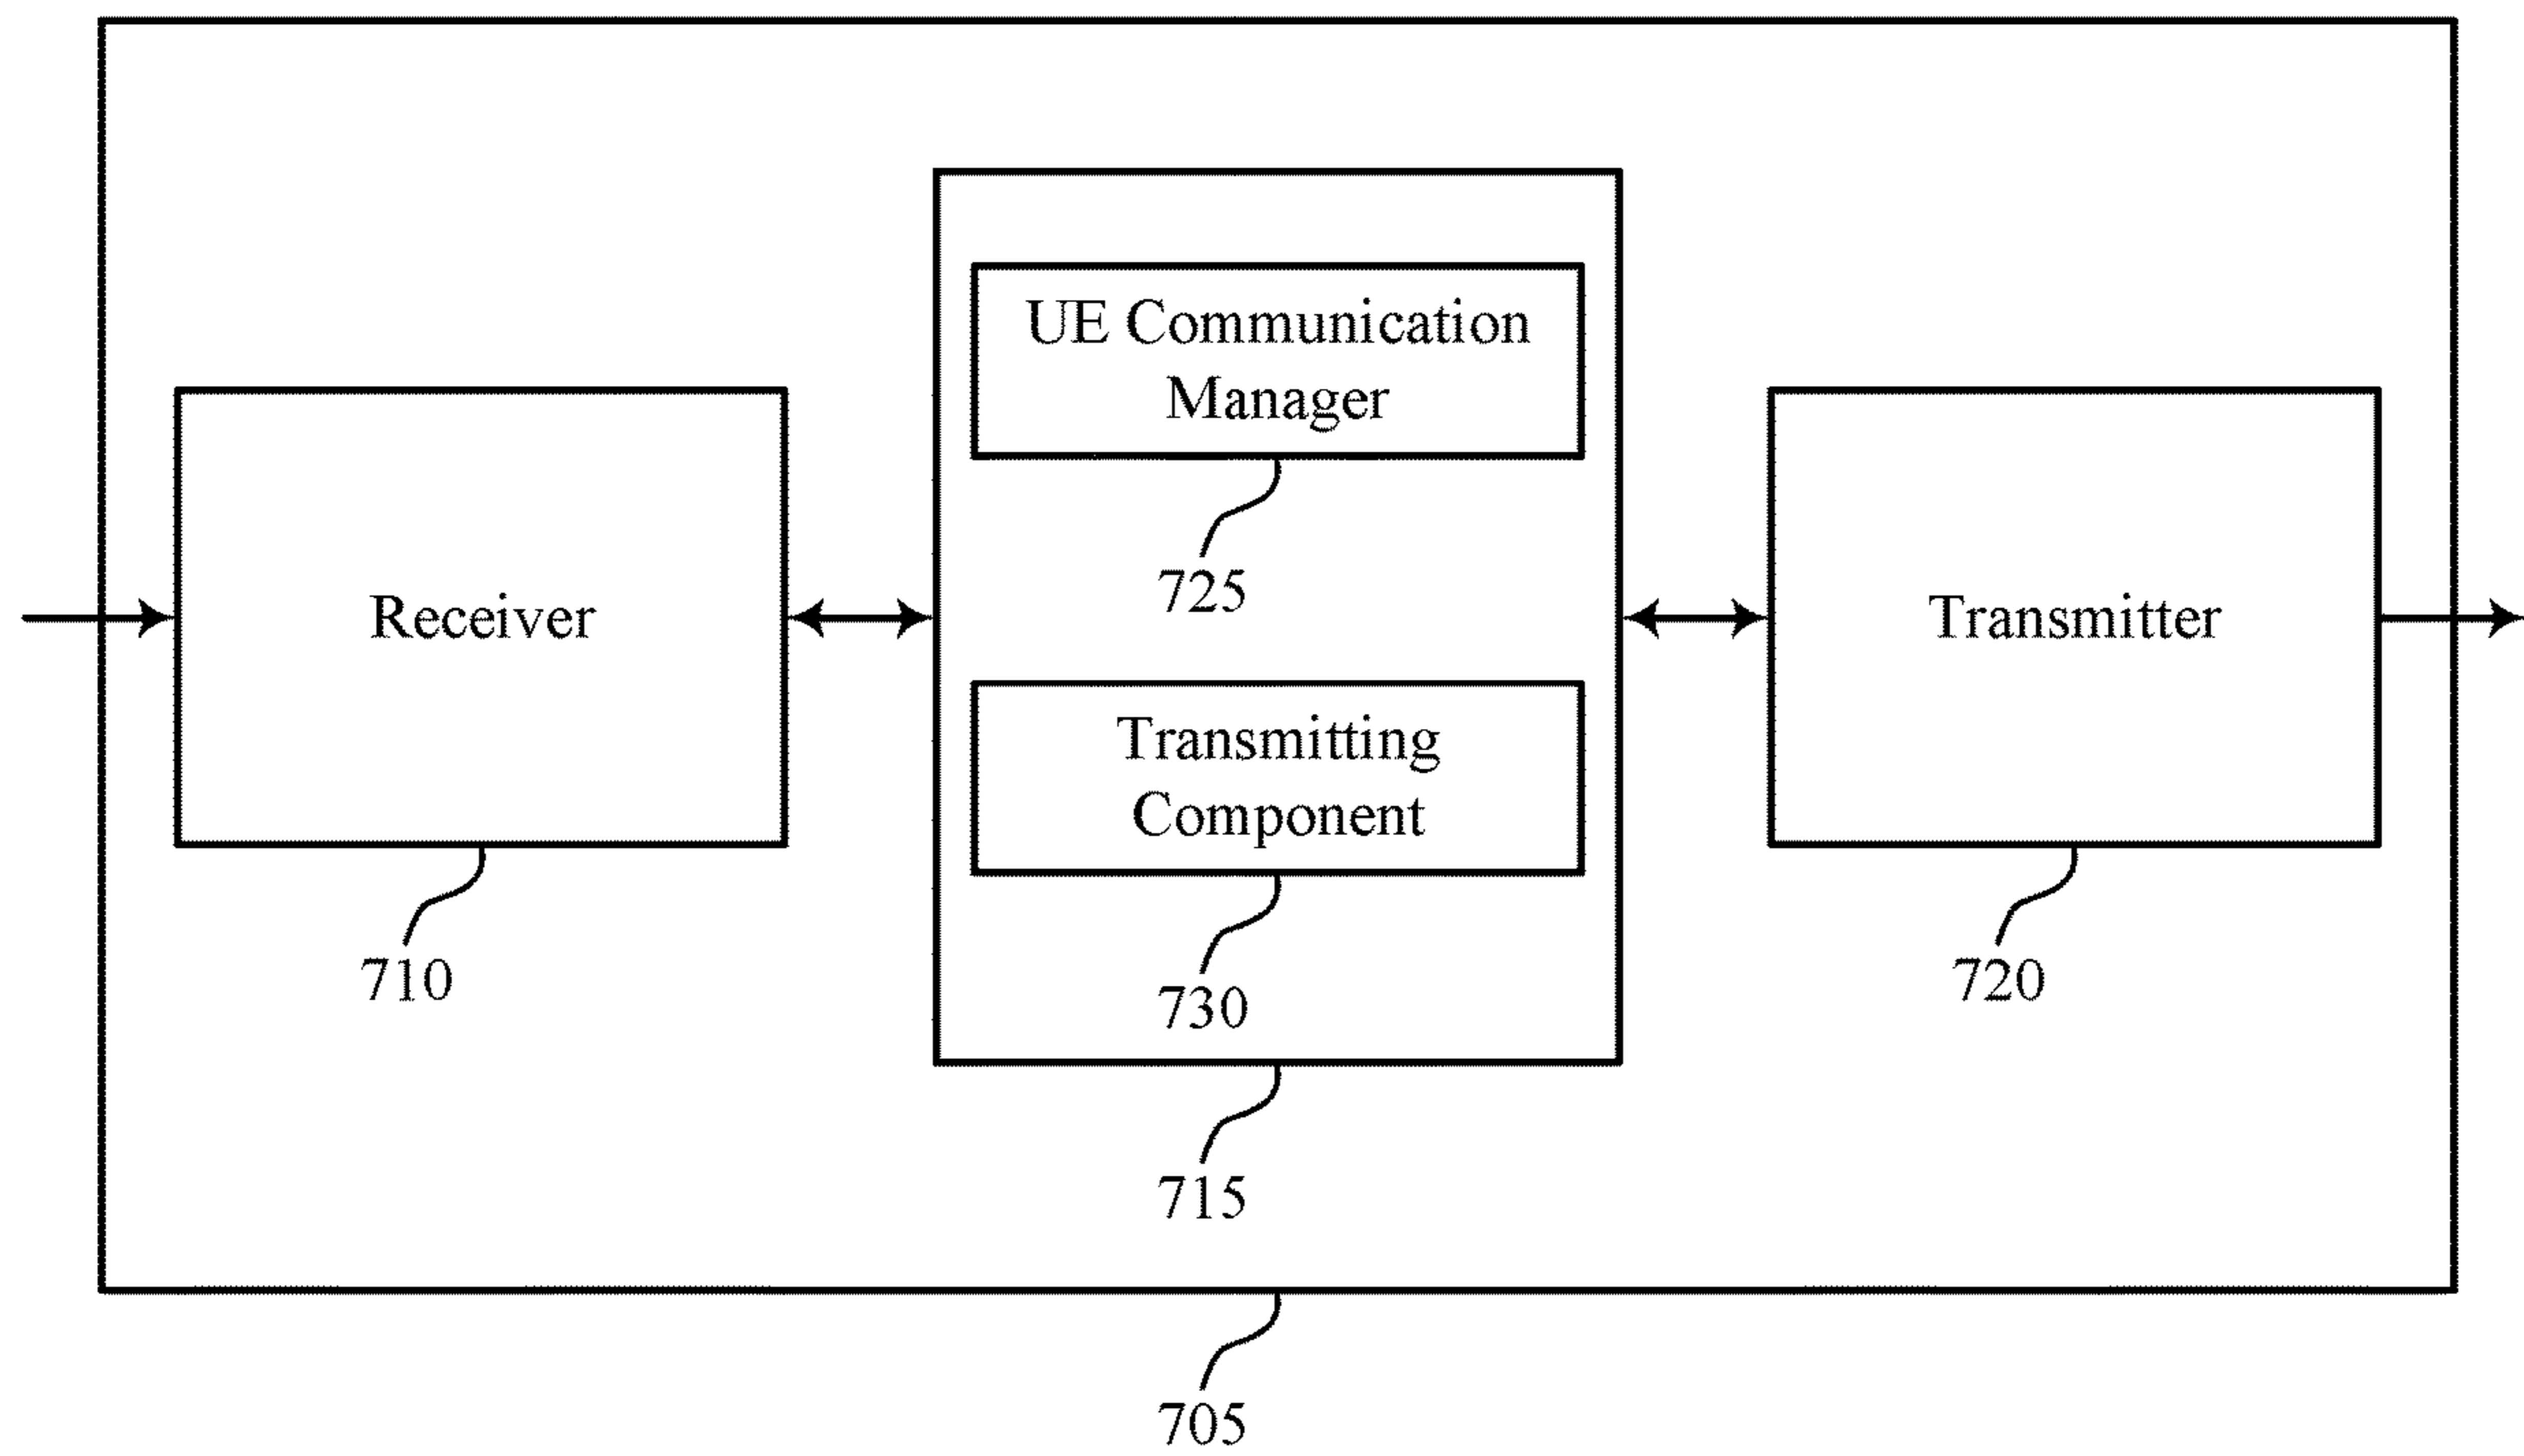 UE Communication
Manager
725
Receiver
Transmitter
Transmitting
Component
710
730
720
715
705